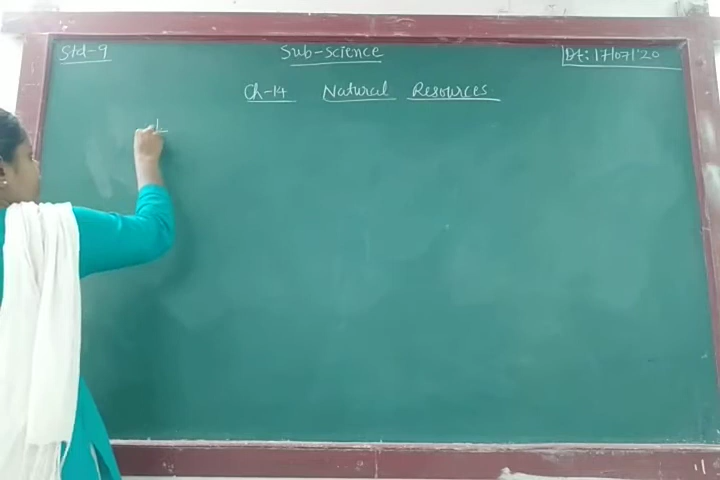 Std-9
Sub-science
Dt: 17/07/'20
Ch-14 Natural Resources